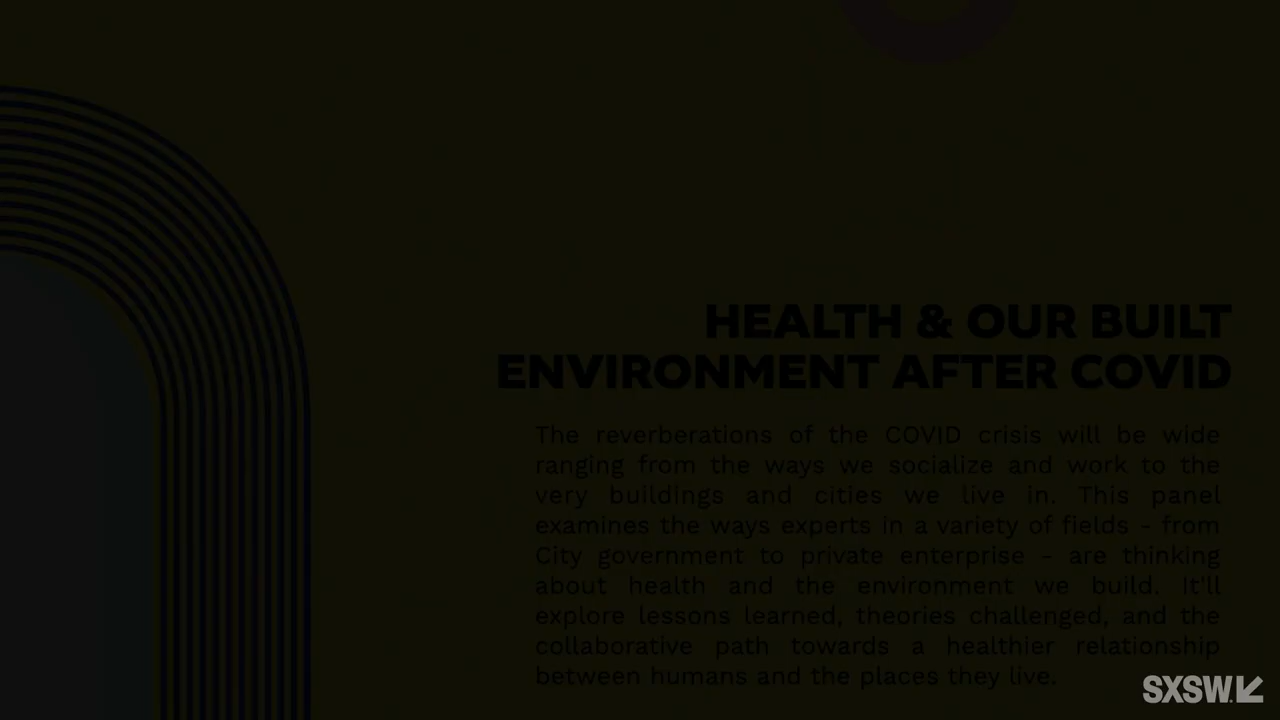 HEALTH & OUR BUILT
ENVIRONMENT AFTER COVID
The reverberations of the COVID crisis will be wide
ranging from the ways we socialize and work to the
very buildings and cities we live in. This panel
examines the ways experts in a variety of fields - from
City government to private enterprise - are thinking
about health and the environment we build. It'll
explore lessons learned, theories challenged, and the
collaborative path towards a healthier relationship
between humans and the places they live.
SXSW.